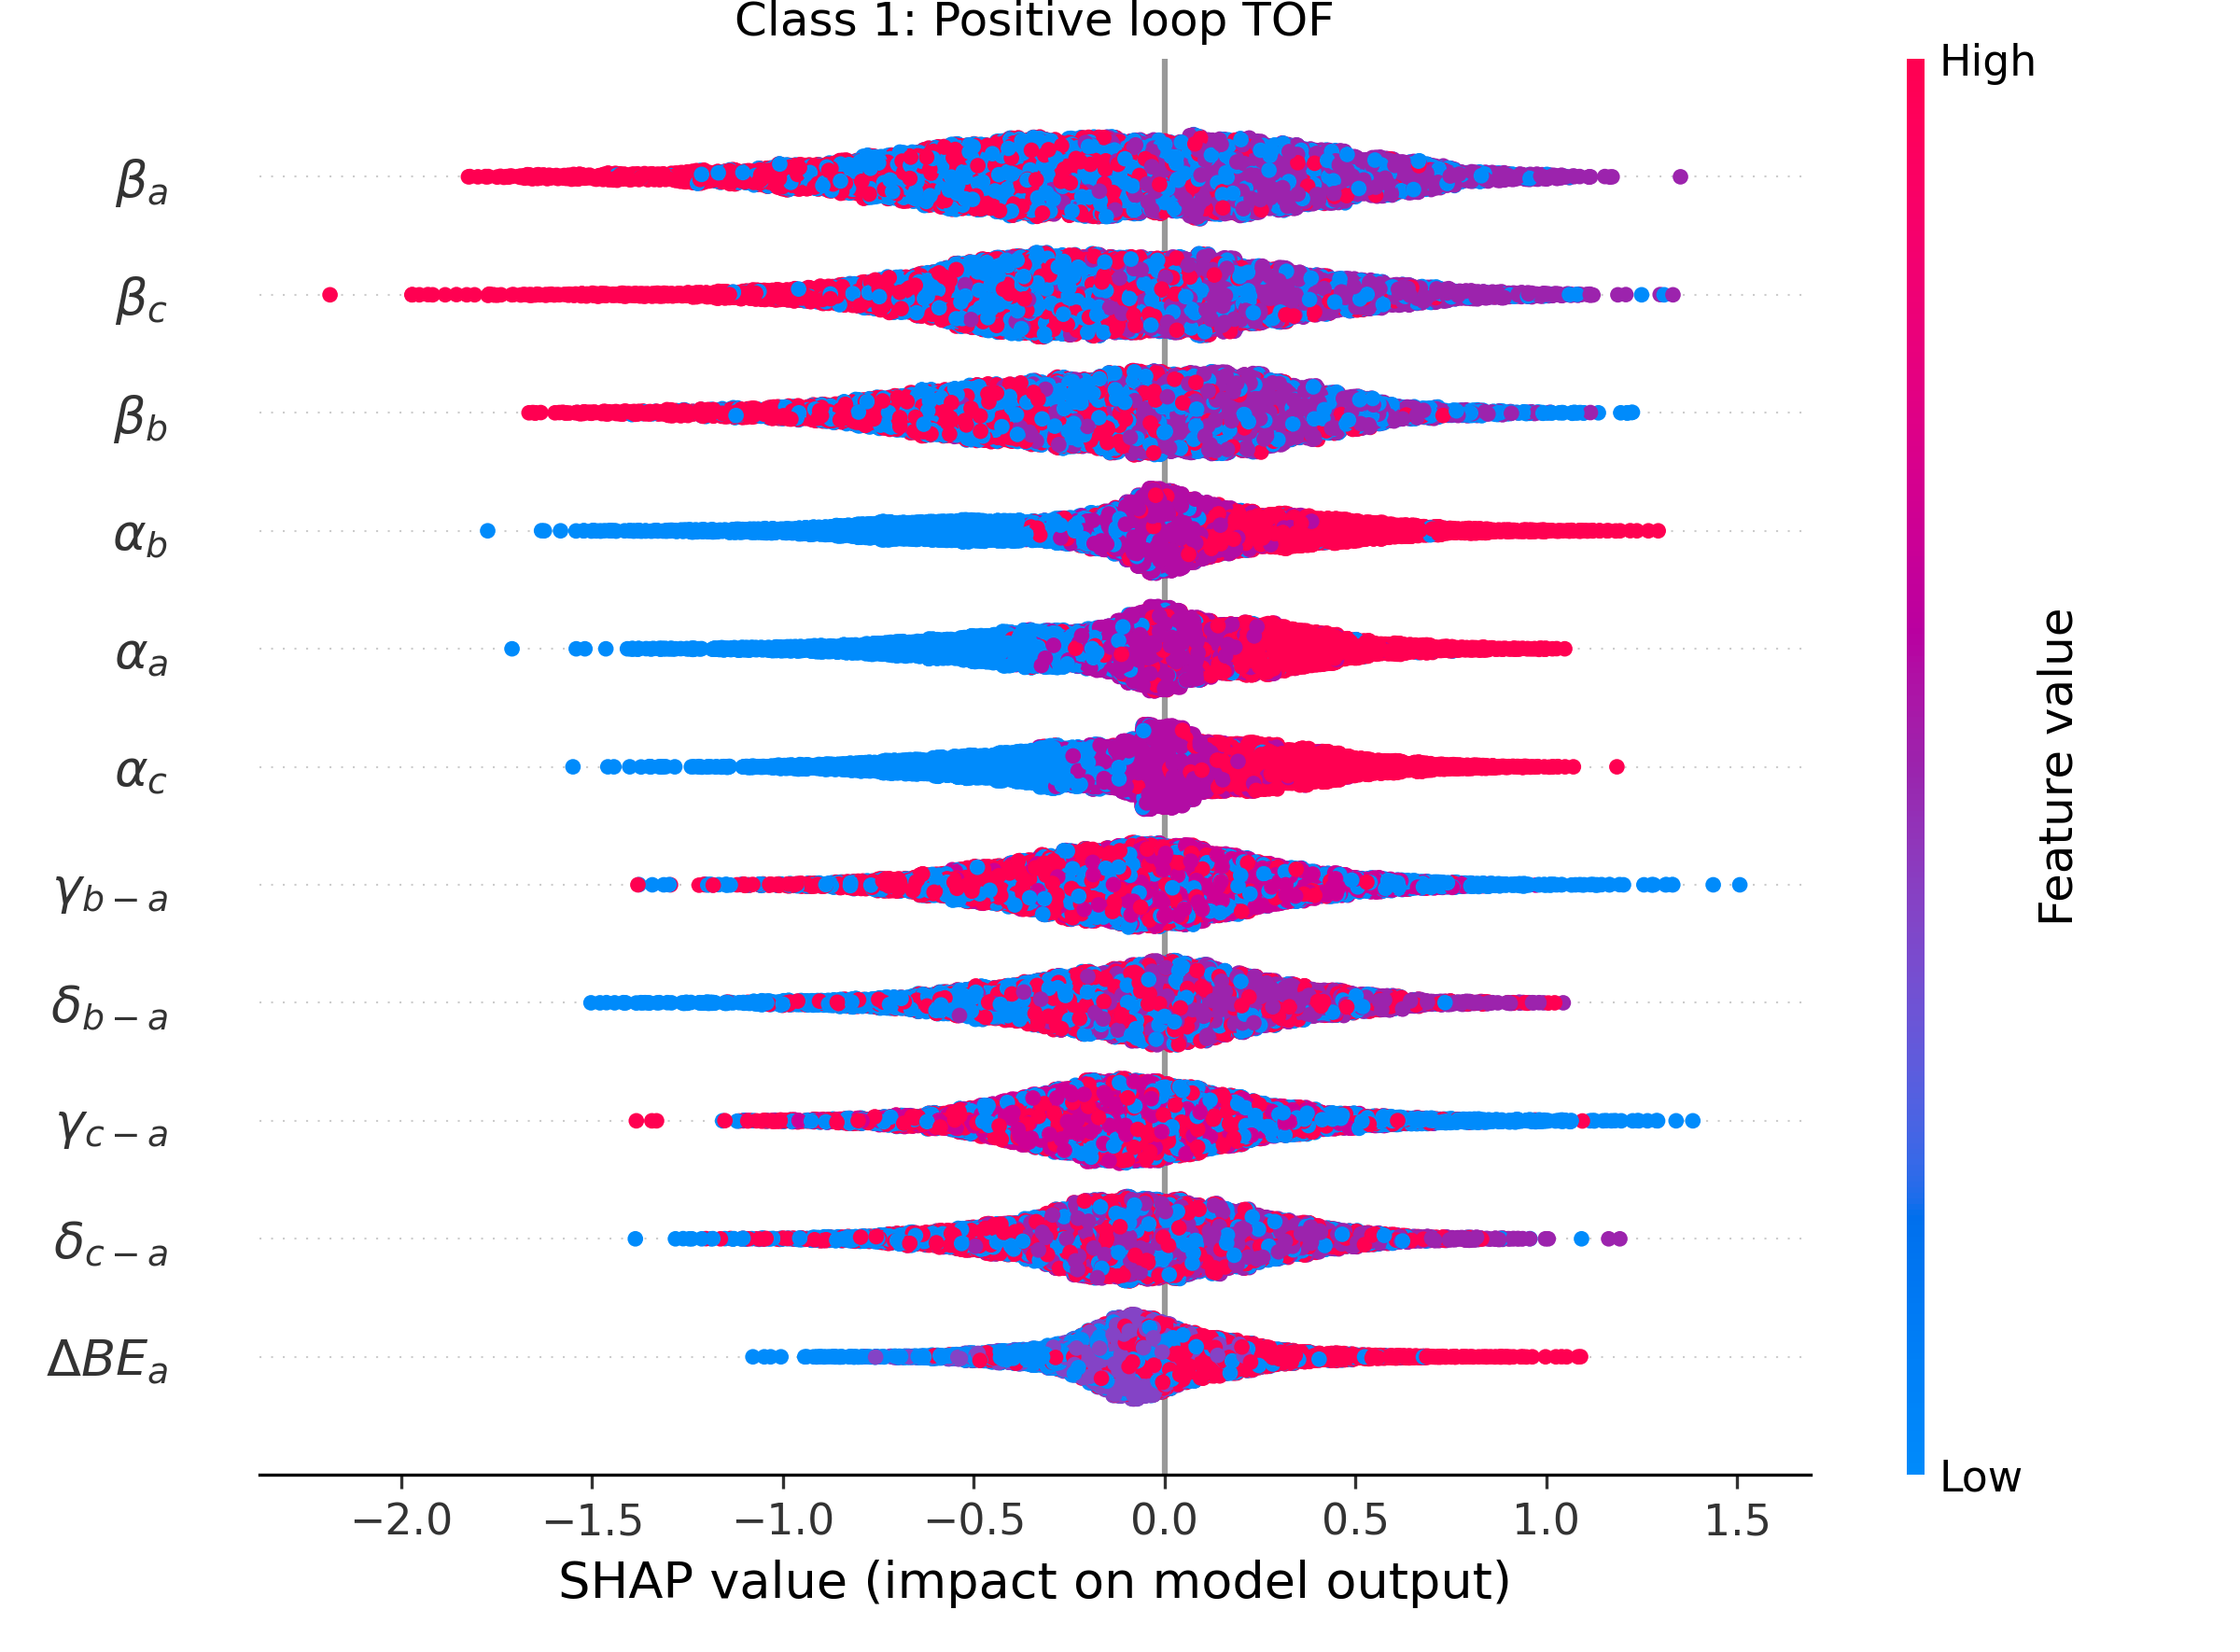 Class 1: Positive loop TOF
High
βa
βc
βb
αb
αa
αc
γb − a
δb − a
γc − a
δc − a
ΔBEa
Feature value
Low
−2.0 −1.5 −1.0 −0.5 0.0 0.5 1.0 1.5
SHAP value (impact on model output)